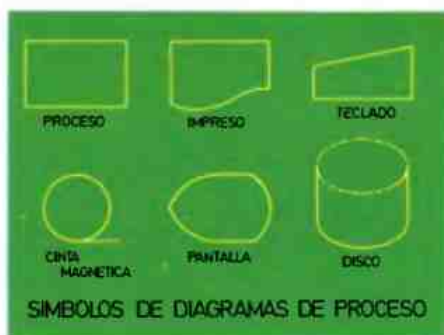 PROCESO
IMPRESO
TECLADO
CINTA
MAGNETICA
PANTALLA
DISCO
SIMBOLOS DE DIAGRAMAS DE PROCESO